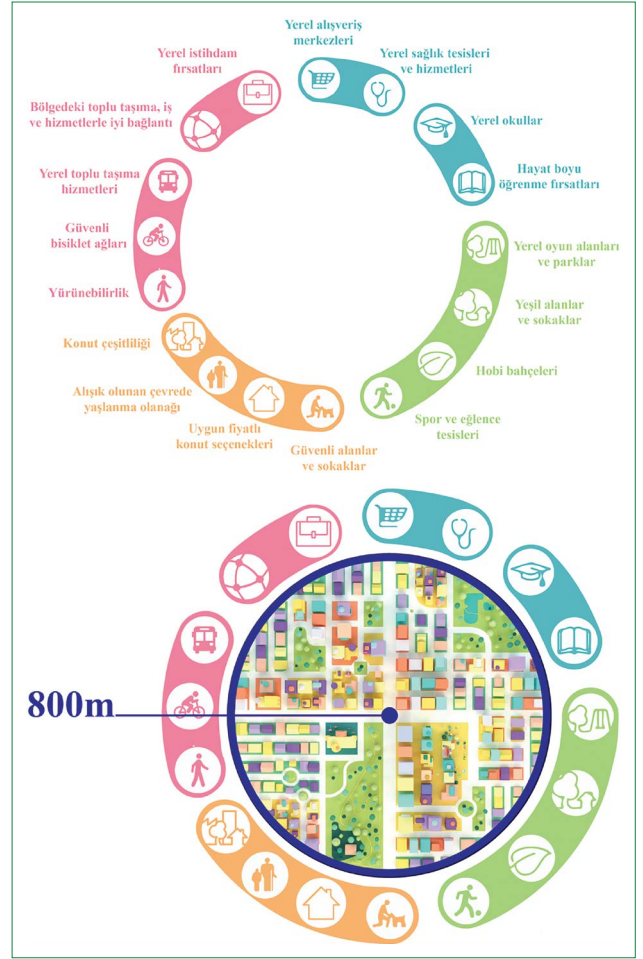 Yerel alışveriş
merkezleri
Yerel sağlık tesisleri
ve hizmetleri
Yerel istihdam
fırsatları
Bölgedeki toplu taşıma, iş
ve hizmetlerle iyi bağlantı
Yerel okullar
Hayat boyu
öğrenme fırsatları
Yerel toplu taşıma
hizmetleri
Güvenli
bisiklet ağları
Yerel oyun alanları
ve parklar
Yürünebilirlik
Yeşil alanlar
ve sokaklar
Konut çeşitliliği
Hobi bahçeleri
Alışık olunan çevrede
yaşlanma olanağı
Uygun fiyatlı
konut seçenekleri
Spor ve eğlence
tesisleri
Güvenli alanlar
ve sokaklar
800m